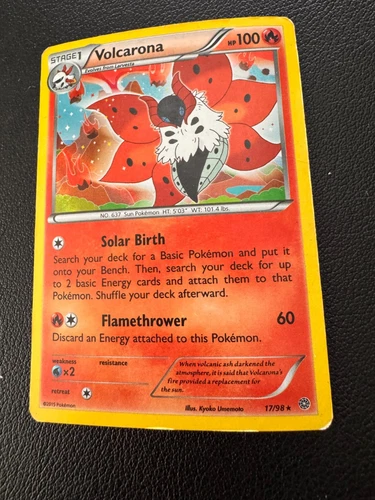 STAGE1 Volcarona HP100
Evolves from Larvesta
NO. 637 Sun Pokémon HT: 5'03" WT: 101.4 lbs.
Solar Birth
Search your deck for a Basic Pokémon and put it
onto your Bench. Then, search your deck for up
to 2 basic Energy cards and attach them to that
Pokémon. Shuffle your deck afterward.
Flamethrower 60
Discard an Energy attached to this Pokémon.
weakness resistance
×2
retreat
When volcanic ash darkened the
atmosphere, it is said that Volcarona's
fire provided a replacement for
the sun.
©2015 Pokémon Illus. Kyoko Umemoto 17/98 ★